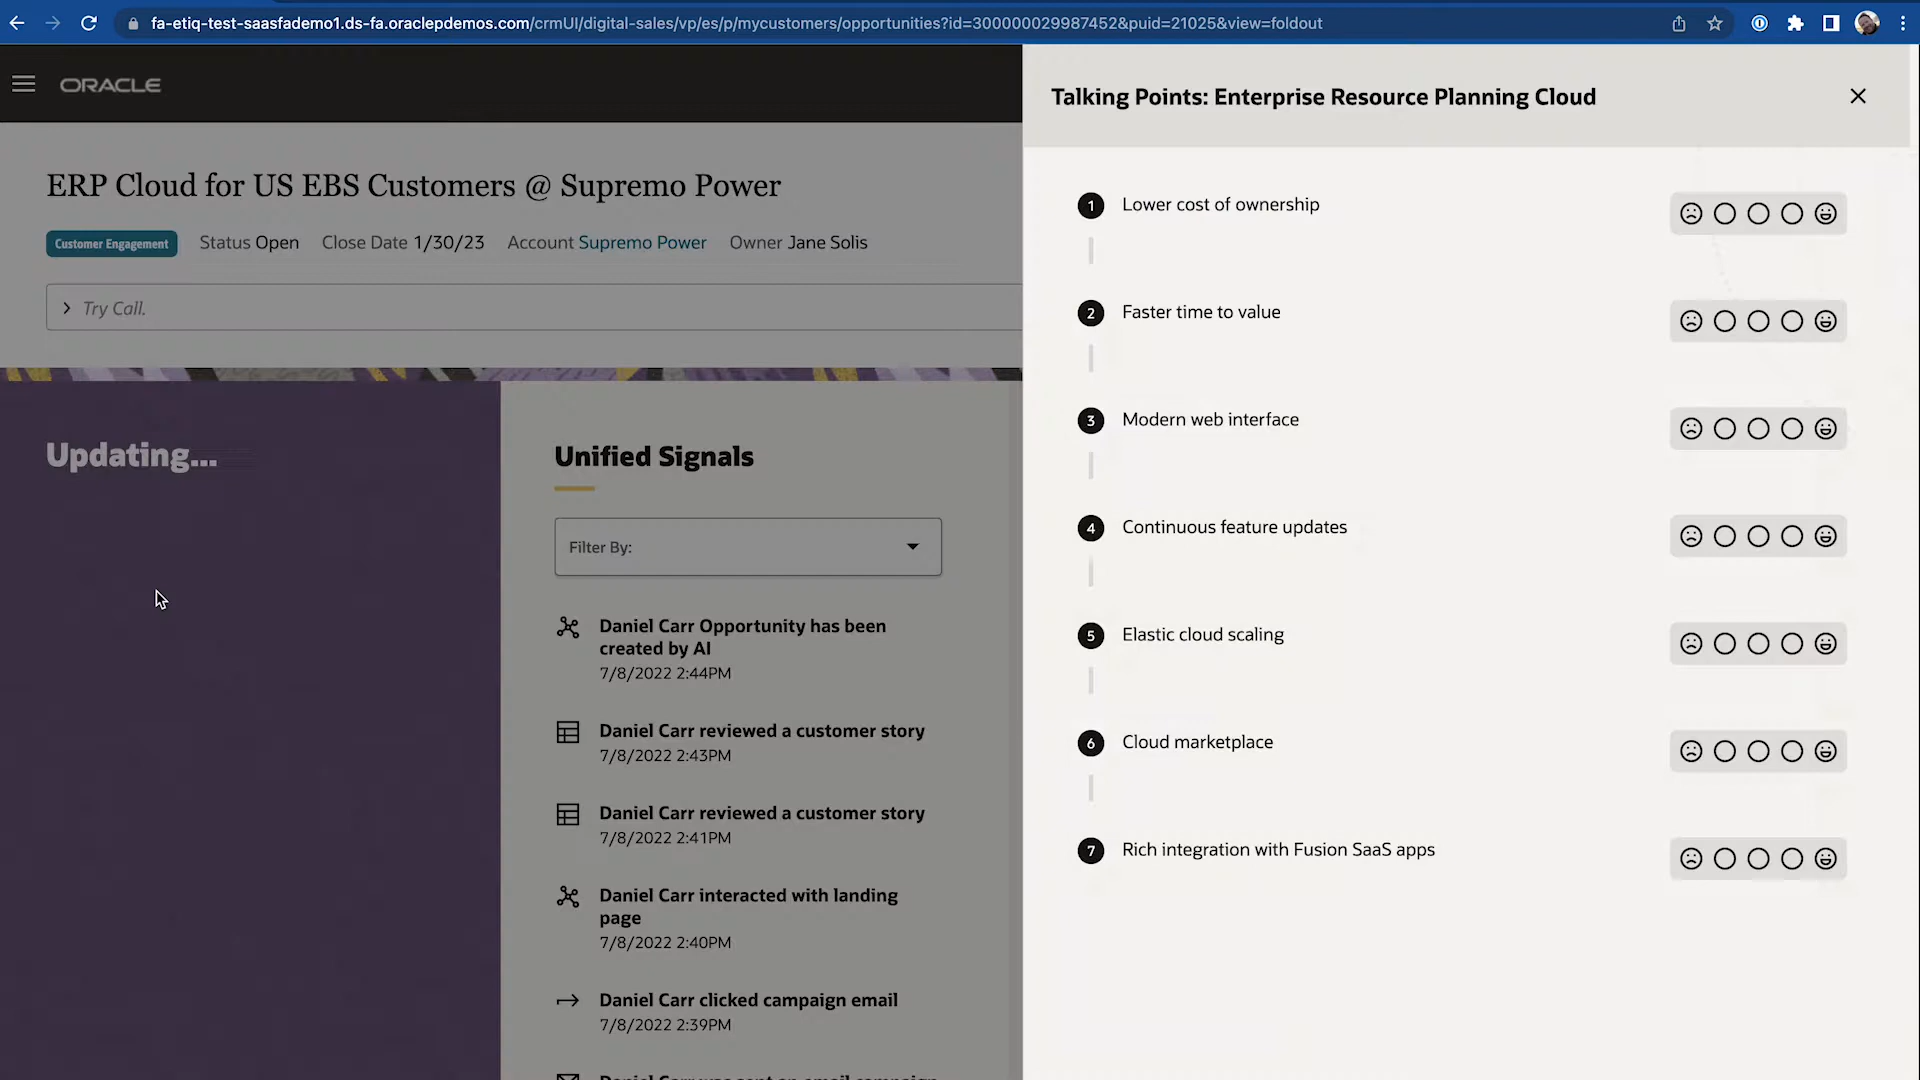 fa-etiq-test-saasfademo1.ds-fa.oraclepdemos.com/crmUI/digital-sales/vp/es/p/mycustomers/opportunities?id=300000029987452&puid=21025&view=foldout
ORACLE
ERP Cloud for US EBS Customers @ Supremo Power
Customer Engagement Status Open Close Date 1/30/23 Account Supremo Power Owner Jane Solis
Try Call.
Updating...
Unified Signals
Filter By:
Daniel Carr Opportunity has been
created by AI
7/8/2022 2:44PM
Daniel Carr reviewed a customer story
7/8/2022 2:43PM
Daniel Carr reviewed a customer story
7/8/2022 2:41PM
Daniel Carr interacted with landing
page
7/8/2022 2:40PM
Daniel Carr clicked campaign email
7/8/2022 2:39PM
Daniel Carr was sent an email campaign
Talking Points: Enterprise Resource Planning Cloud
1 Lower cost of ownership
2 Faster time to value
3 Modern web interface
4 Continuous feature updates
5 Elastic cloud scaling
6 Cloud marketplace
7 Rich integration with Fusion SaaS apps